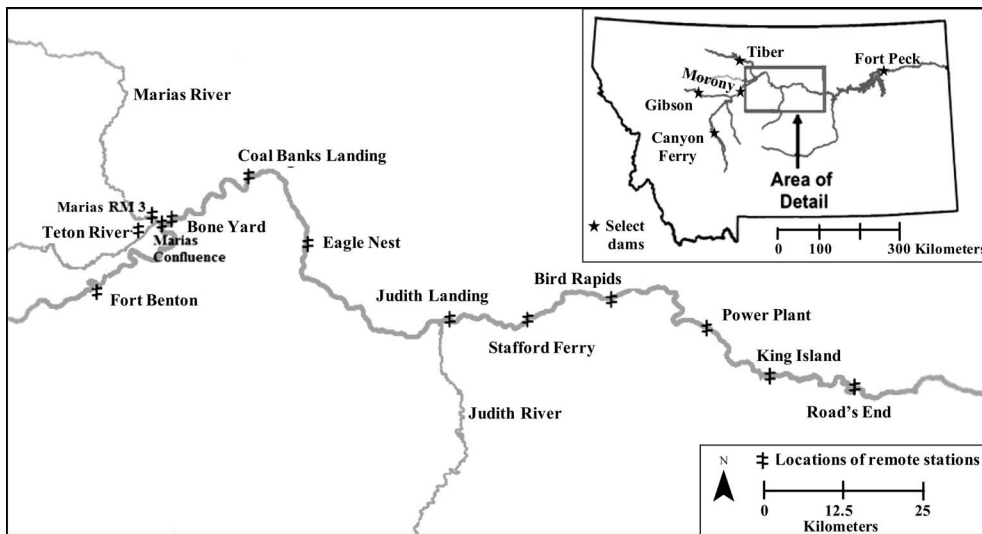 Marias River
Coal Banks Landing
Marias RM 3
Teton River
Bone Yard
Marias
Confluence
Fort Benton
Eagle Nest
Judith Landing
Bird Rapids
Stafford Ferry
Power Plant
King Island
Road's End
Judith River
Tiber
Morony
Fort Peck
Gibson
Canyon
Ferry
Area of
Detail
Select
dams
0 100 300 Kilometers
N
Locations of remote stations
0 12.5 25
Kilometers